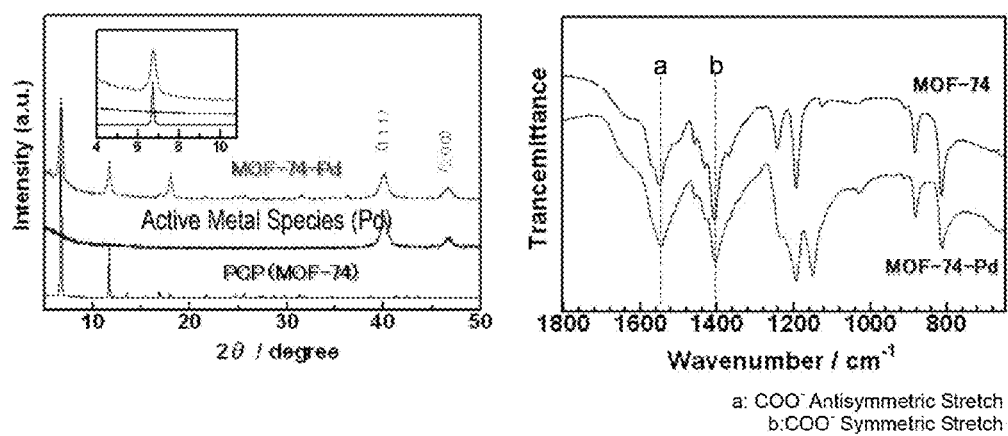 Intensity (a.u.)
4 6 8 10
(111)
(200)
MOF-74-Pd
Active Metal Species (Pd)
PCP (MOF-74)
10 20 30 40 50
2θ / degree
Trancemittance
a b
MOF-74
MOF-74-Pd
1800 1600 1400 1200 1000 800
Wavenumber / cm⁻¹
a: COO⁻ Antisymmetric Stretch
b:COO⁻ Symmetric Stretch